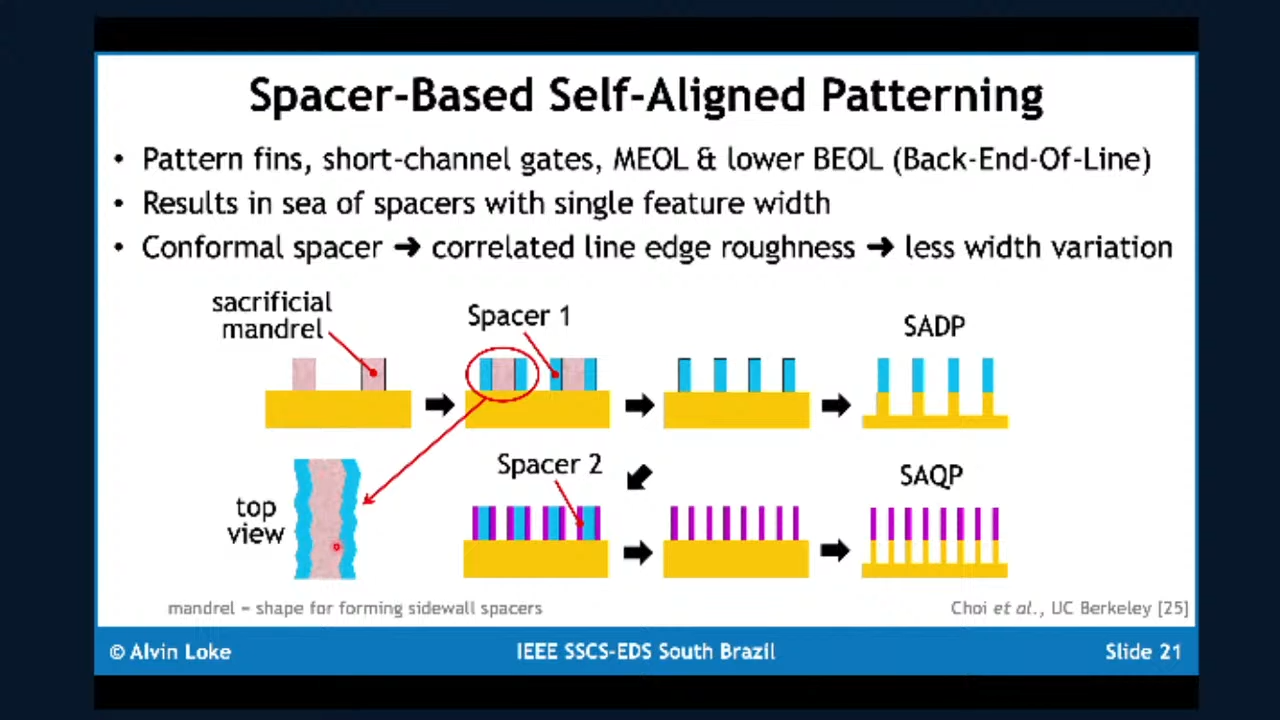 Spacer-Based Self-Aligned Patterning
• Pattern fins, short-channel gates, MEOL & lower BEOL (Back-End-Of-Line)
• Results in sea of spacers with single feature width
• Conformal spacer ➔ correlated line edge roughness ➔ less width variation
sacrificial
mandrel
Spacer 1
SADP
top
view
Spacer 2
SAQP
mandrel = shape for forming sidewall spacers
Choi et al., UC Berkeley [25]
© Alvin Loke
IEEE SSCS-EDS South Brazil
Slide 21